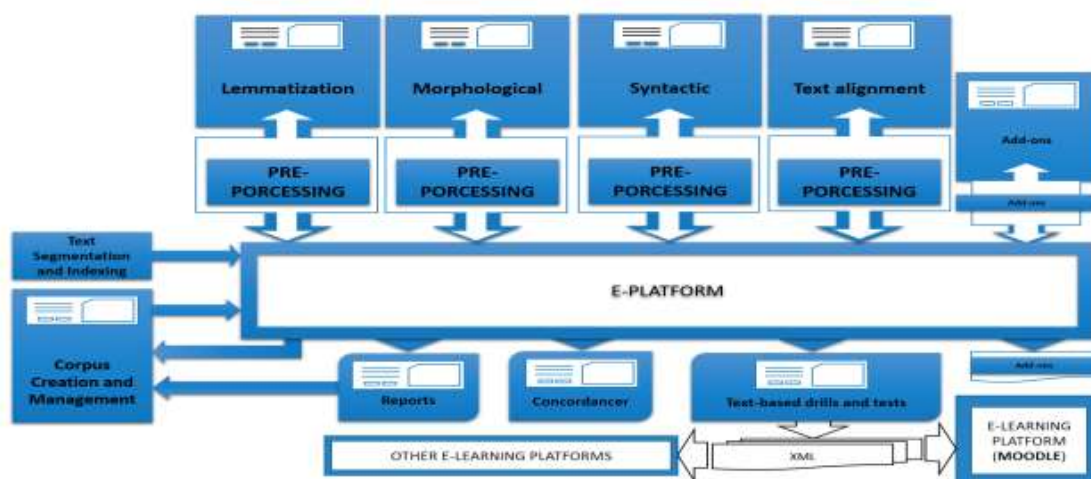 Lemmatization
Morphological
Syntactic
Text alignment
Add-ons
PRE-
PORCESSING
PRE-
PORCESSING
PRE-
PORCESSING
PRE-
PORCESSING
Add-ons
Text
Segmentation
and Indexing
E-PLATFORM
Corpus
Creation and
Management
Reports
Concordancer
Text-based drills and tests
Add-ons
OTHER E-LEARNING PLATFORMS
XML
E-LEARNING
PLATFORM
(MOODLE)